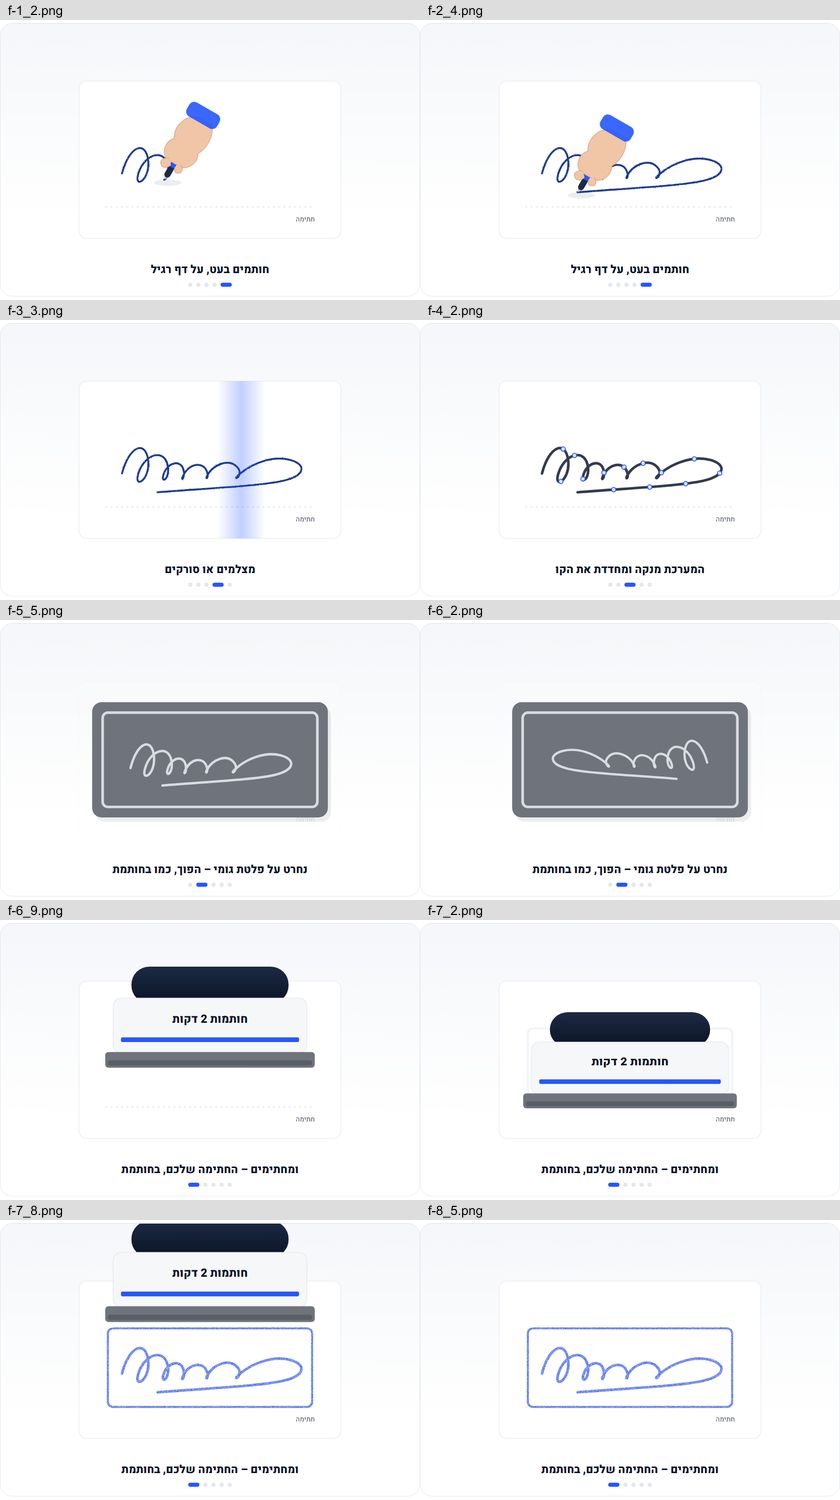 f-1_2.png
f-2_4.png
חתימה
חותמים בעט, על דף רגיל
חתימה
חותמים בעט, על דף רגיל
f-3_3.png
f-4_2.png
חתימה
מצלמים או סורקים
חתימה
המערכת מנקה ומחדדת את הקו
f-5_5.png
f-6_2.png
נחרט על פלטת גומי – הפוך, כמו בחותמת
נחרט על פלטת גומי – הפוך, כמו בחותמת
f-6_9.png
f-7_2.png
חותמות 2 דקות
חתימה
ומחתימים – החתימה שלכם, בחותמת
חותמות 2 דקות
חתימה
ומחתימים – החתימה שלכם, בחותמת
f-7_8.png
f-8_5.png
חותמות 2 דקות
חתימה
ומחתימים – החתימה שלכם, בחותמת
חתימה
ומחתימים – החתימה שלכם, בחותמת